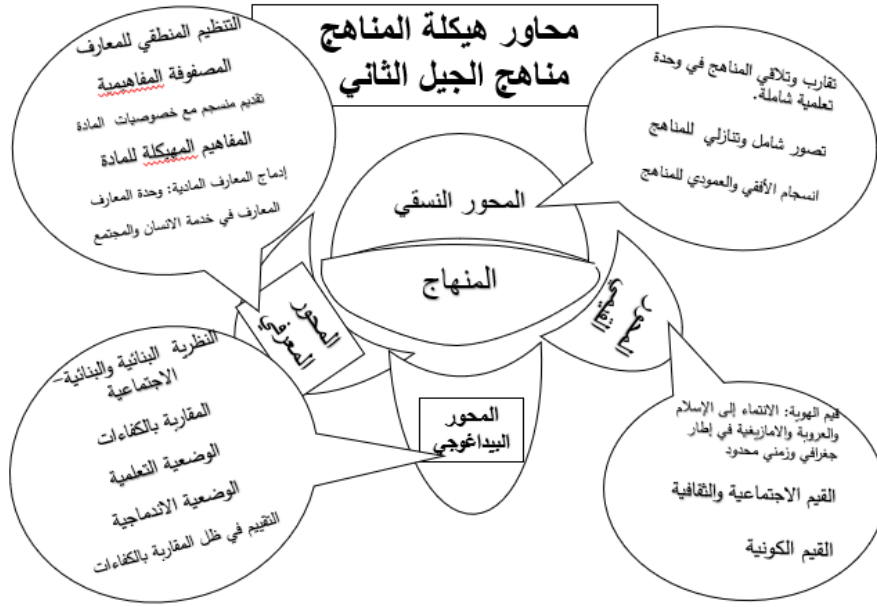 محاور هيكلة المناهج
مناهج الجيل الثاني
تقارب وتلاقي المناهج في وحدة
تعلمية شاملة.
تصور شامل وتنازلي للمناهج
انسجام الأفقي والعمودي للمناهج
التنظيم المنطقي للمعارف
المصفوفة المفاهيمية
تقديم منسجم مع خصوصيات المادة
المفاهيم المهيكلة للمادة
إدماج المعارف المادية: وحدة المعارف
المعارف في خدمة الانسان والمجتمع
المحور النسقي
المنهاج
المحور
القيمي
المحور
المعرفي
المحور
البيداغوجي
قيم الهوية: الانتماء إلى الإسلام
والعروبة والامازيغية في إطار
جغرافي وزمني محدود
القيم الاجتماعية والثقافية
القيم الكونية
النظرية البنائية والبنائية–
الاجتماعية
المقاربة بالكفاءات
الوضعية التعلمية
الوضعية الاندماجية
التقييم في ظل المقاربة بالكفاءات